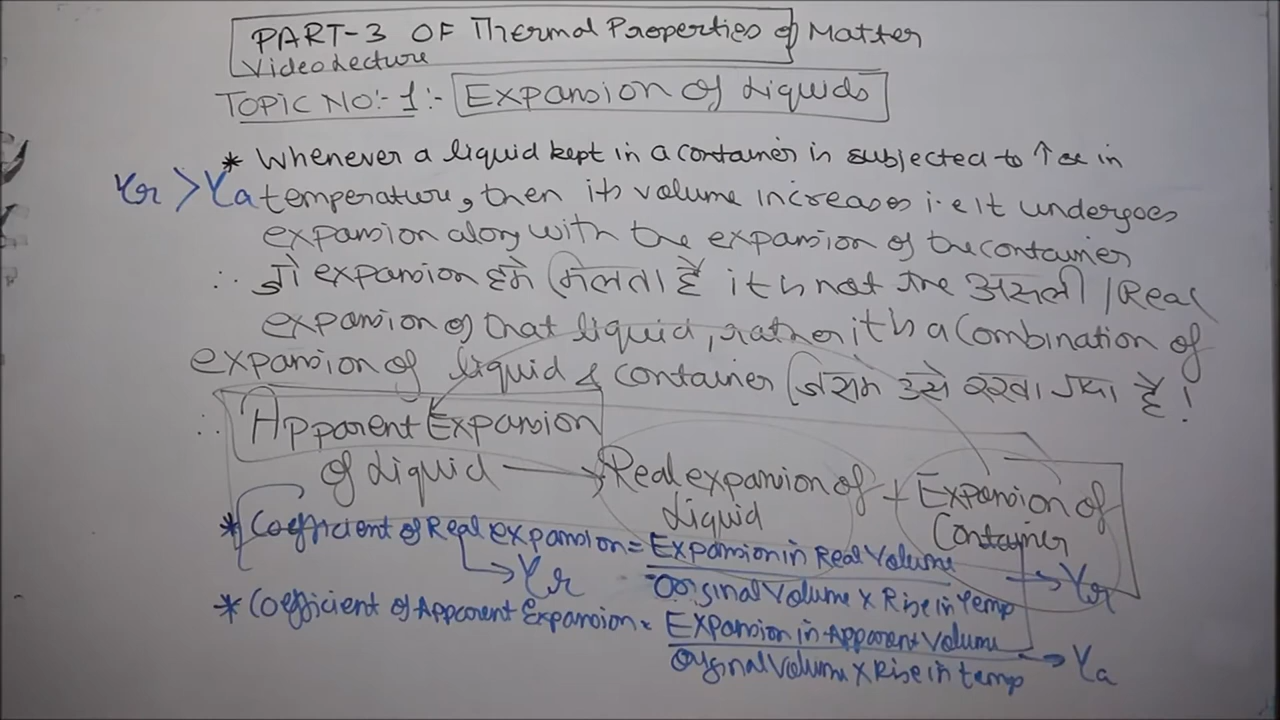 PART-3 OF Thermal Properties of Matter
Video Lecture
TOPIC NO:- 1:- Expansion Of Liquids
* Whenever a liquid kept in a container is subjected to ↑se in
γr > γa temperature, then its volume increases i.e It undergoes
expansion along with the expansion of the container
∴ जो expansion हमे मिलता है it is not the असली / Real
expansion of that liquid, rather it is a Combination of
expansion of liquid & container जिसमे उसे रखा गया है !
∴ Apparent Expansion
of Liquid → Real expansion of + Expansion of
Liquid Container
* Coefficient of Real expansion = Expansion in Real Volume
→ γr Original Volume x Rise in Temp → γr
* Coefficient of Apparent Expansion = Expansion in Apparent Volume
Original Volume x Rise in temp → γa